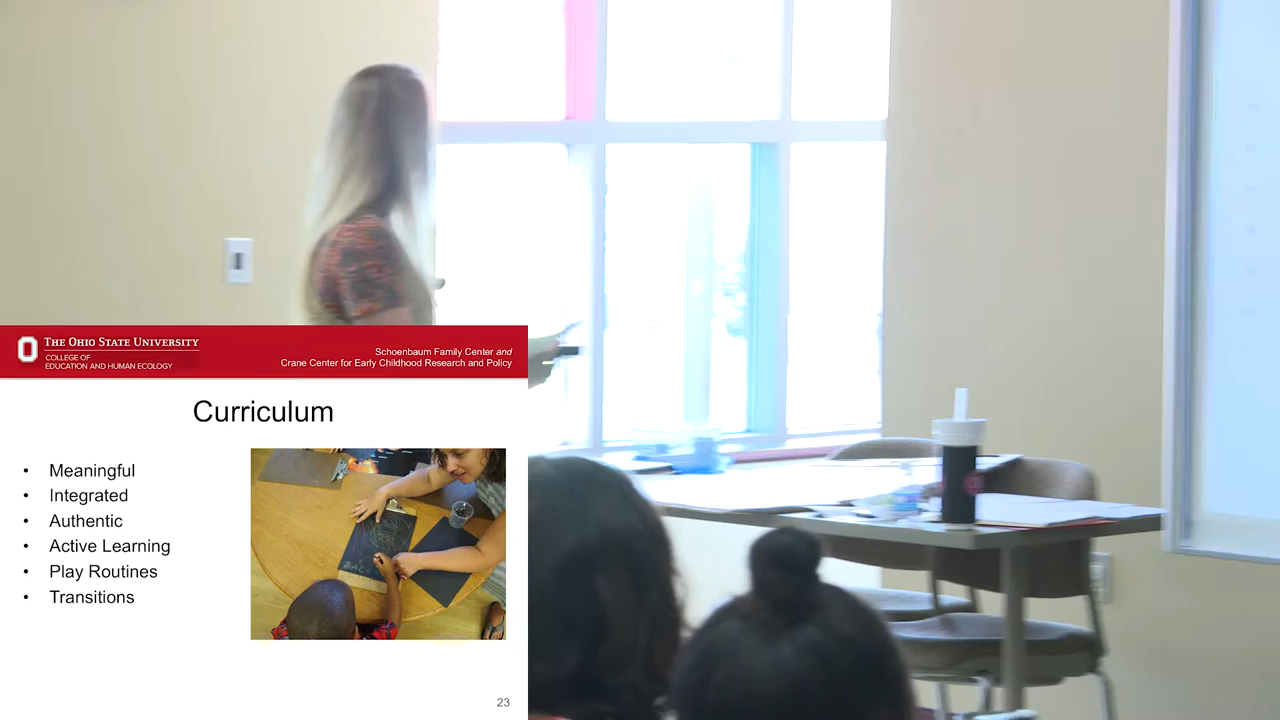 THE OHIO STATE UNIVERSITY
COLLEGE OF
EDUCATION AND HUMAN ECOLOGY
Schoenbaum Family Center and
Crane Center for Early Childhood Research and Policy
Curriculum
• Meaningful
• Integrated
• Authentic
• Active Learning
• Play Routines
• Transitions
23